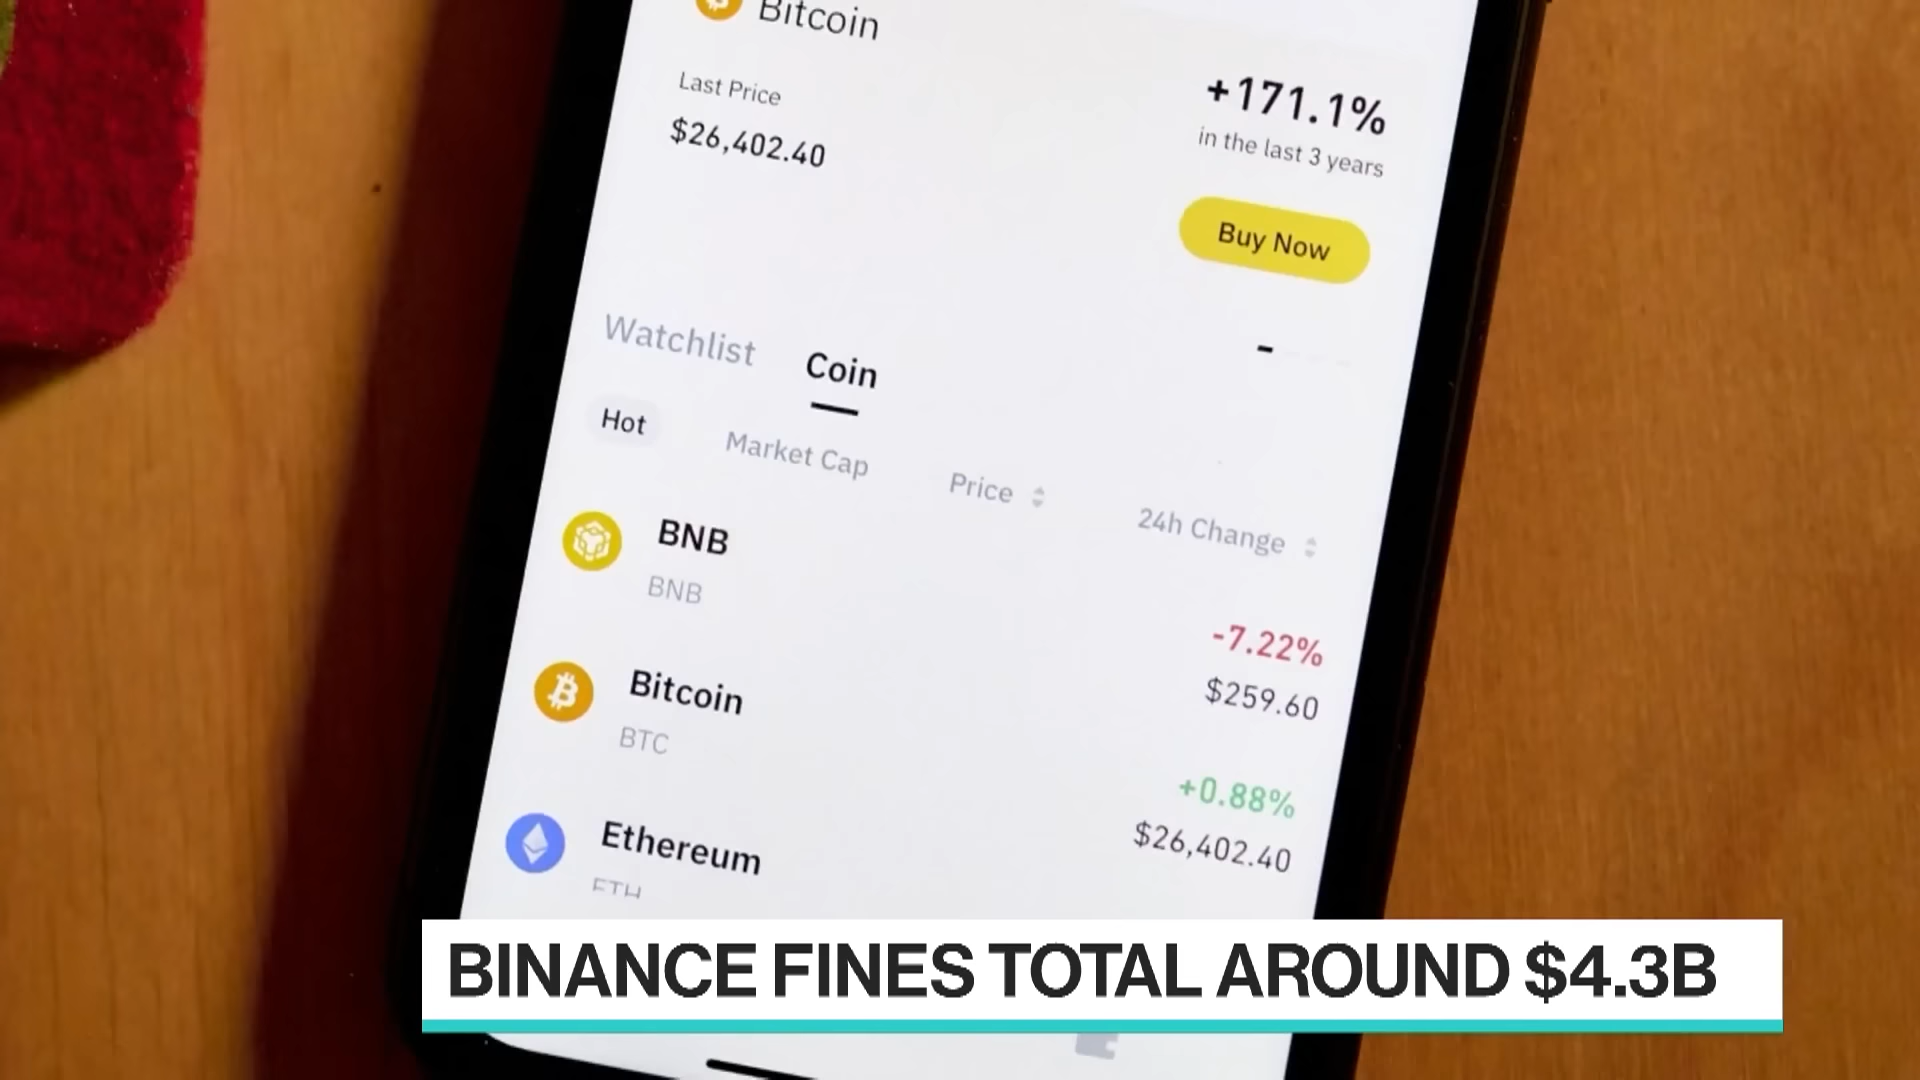 Bitcoin
Last Price
$26,402.40
+171.1%
in the last 3 years
Buy Now
Watchlist
Coin
Hot
Market Cap
Price
24h Change
BNB
BNB
-7.22%
$259.60
Bitcoin
BTC
+0.88%
$26,402.40
Ethereum
ETH
BINANCE FINES TOTAL AROUND $4.3B